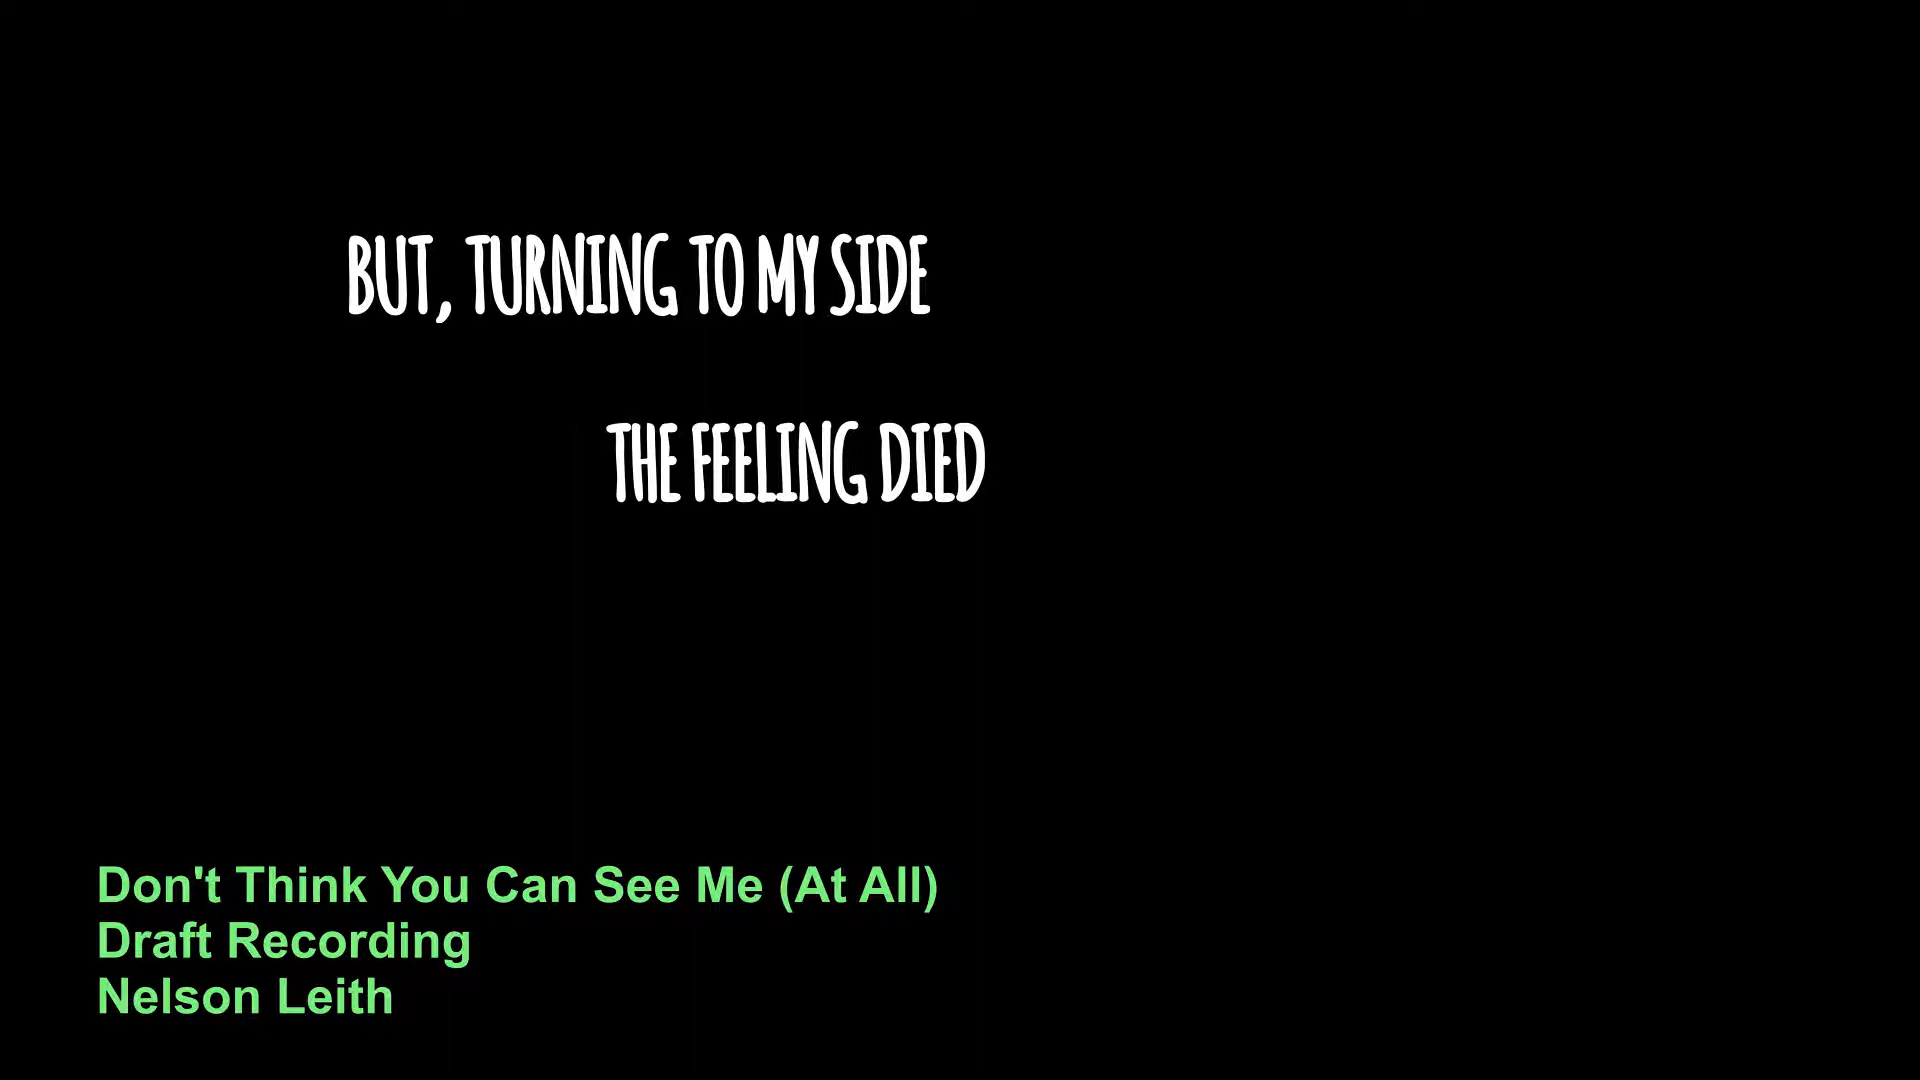 BUT, TURNING TO MY SIDE
THE FEELING DIED
Don't Think You Can See Me (At All)
Draft Recording
Nelson Leith